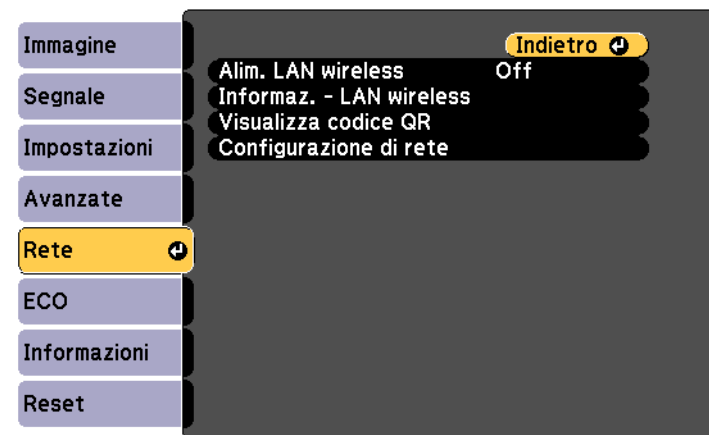 Immagine
Segnale
Impostazioni
Avanzate
Rete
ECO
Informazioni
Reset
Indietro
Alim. LAN wireless Off
Informaz. - LAN wireless
Visualizza codice QR
Configurazione di rete